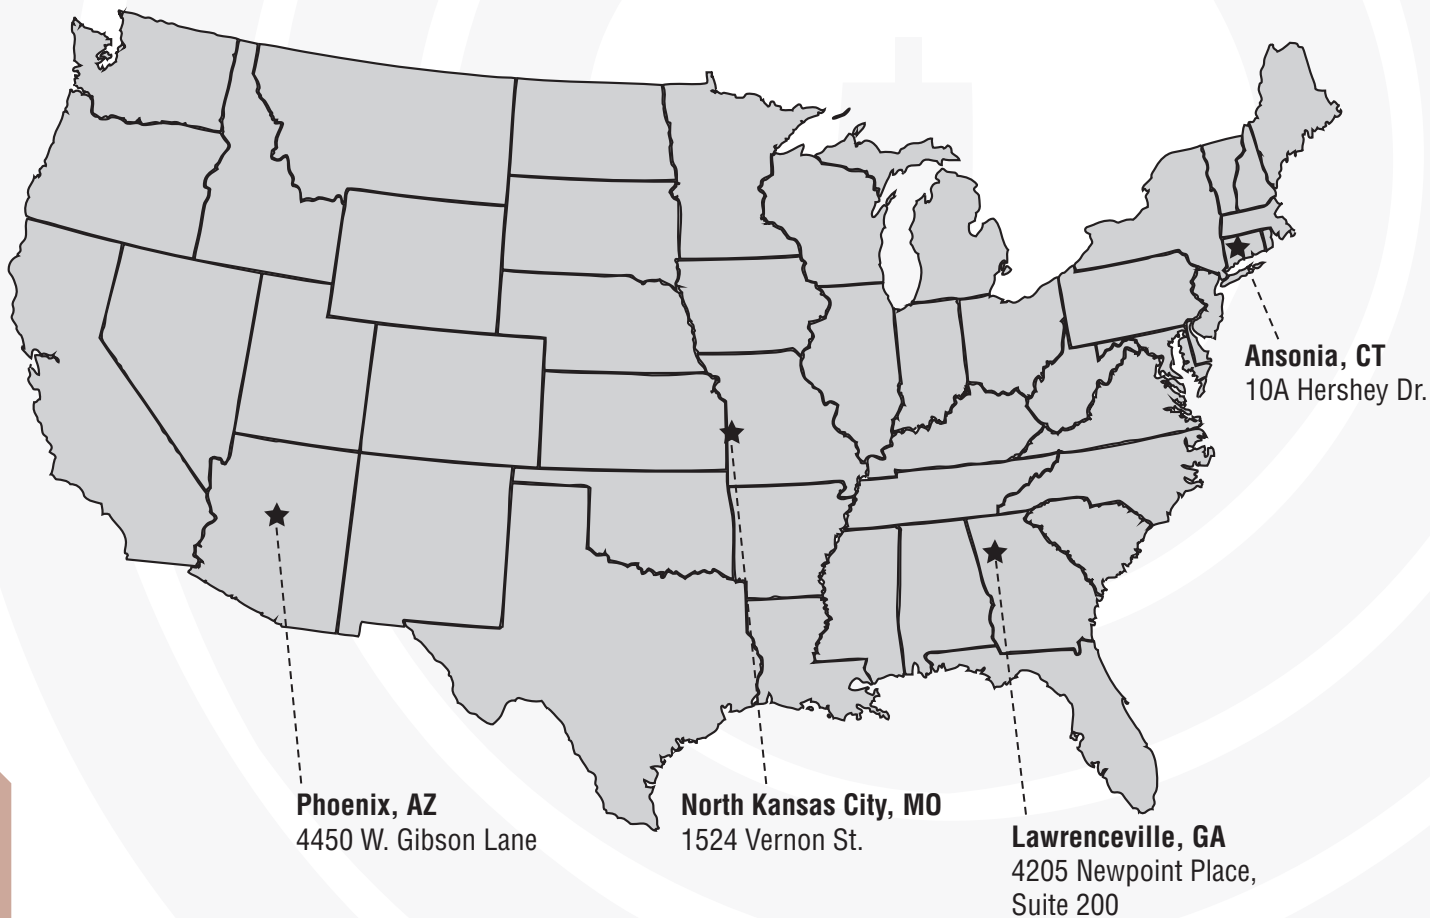 Ansonia, CT
10A Hershey Dr.
Phoenix, AZ
4450 W. Gibson Lane
North Kansas City, MO
1524 Vernon St.
Lawrenceville, GA
4205 Newpoint Place,
Suite 200